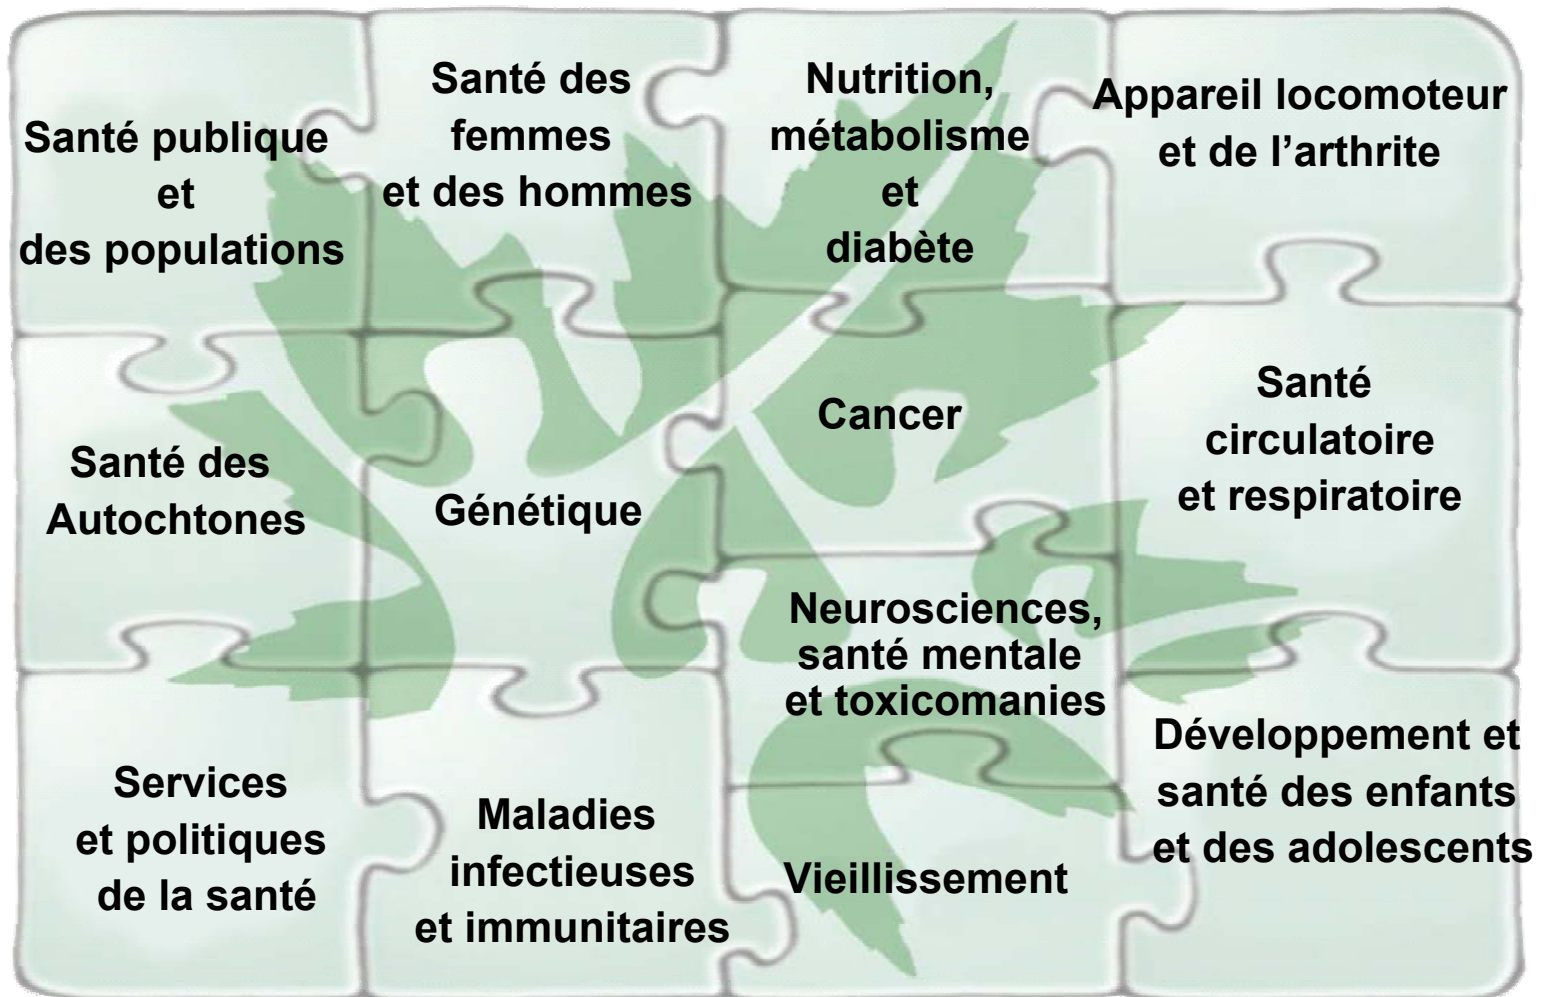 Santé publique
et
des populations
Santé des
femmes
et des hommes
Nutrition,
métabolisme
et
diabète
Appareil locomoteur
et de l’arthrite
Santé des
Autochtones
Génétique
Cancer
Santé
circulatoire
et respiratoire
Services
et politiques
de la santé
Maladies
infectieuses
et immunitaires
Neurosciences,
santé mentale
et toxicomanies
Vieillissement
Développement et
santé des enfants
et des adolescents